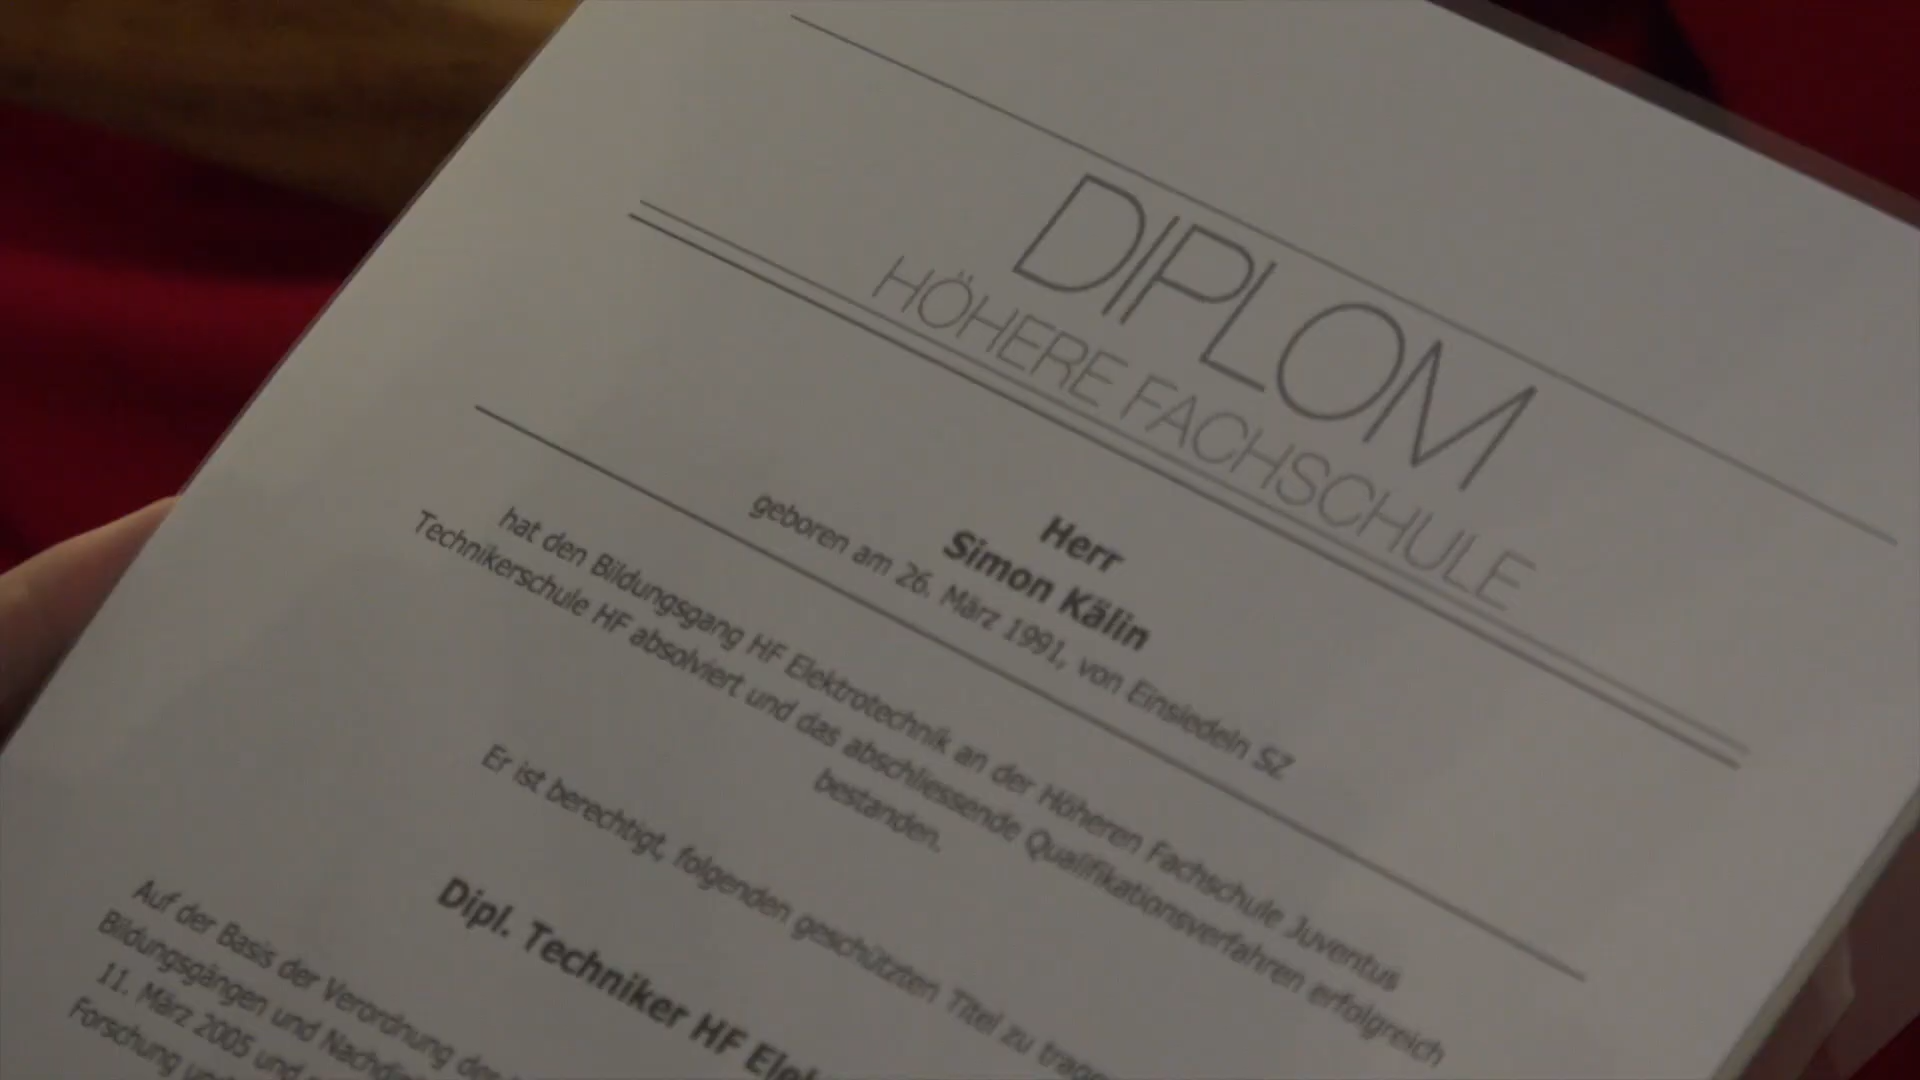 DIPLOM
HÖHERE FACHSCHULE
Herr
Simon Kälin
geboren am 26. März 1991, von Einsiedeln SZ
hat den Bildungsgang HF Elektrotechnik an der Höheren Fachschule Juventus
Technikerschule HF absolviert und das abschliessende Qualifikationsverfahren erfolgreich
bestanden.
Er ist berechtigt, folgenden geschützten Titel zu
Dipl. Techniker HF
Auf der Basis der Verordnung des
Bildungsgängen und
11. März 2005 und
Forschung